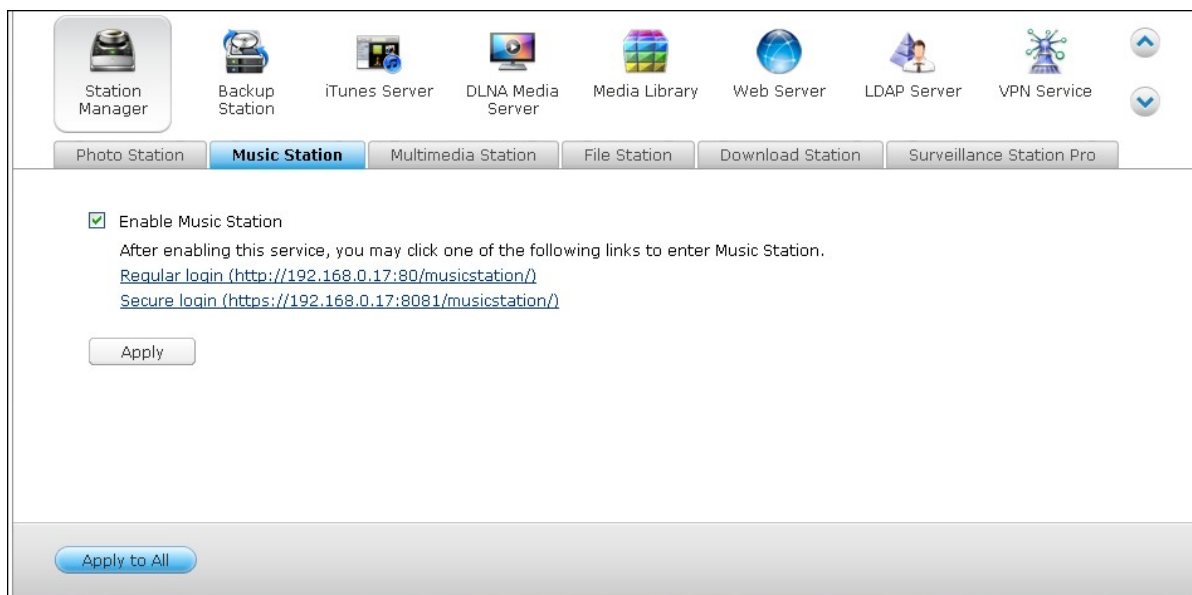 Station Manager
Backup Station
iTunes Server
DLNA Media Server
Media Library
Web Server
LDAP Server
VPN Service
Photo Station
Music Station
Multimedia Station
File Station
Download Station
Surveillance Station Pro
Enable Music Station
After enabling this service, you may click one of the following links to enter Music Station.
Regular login (http://192.168.0.17:80/musicstation/)
Secure login (https://192.168.0.17:8081/musicstation/)
Apply
Apply to All